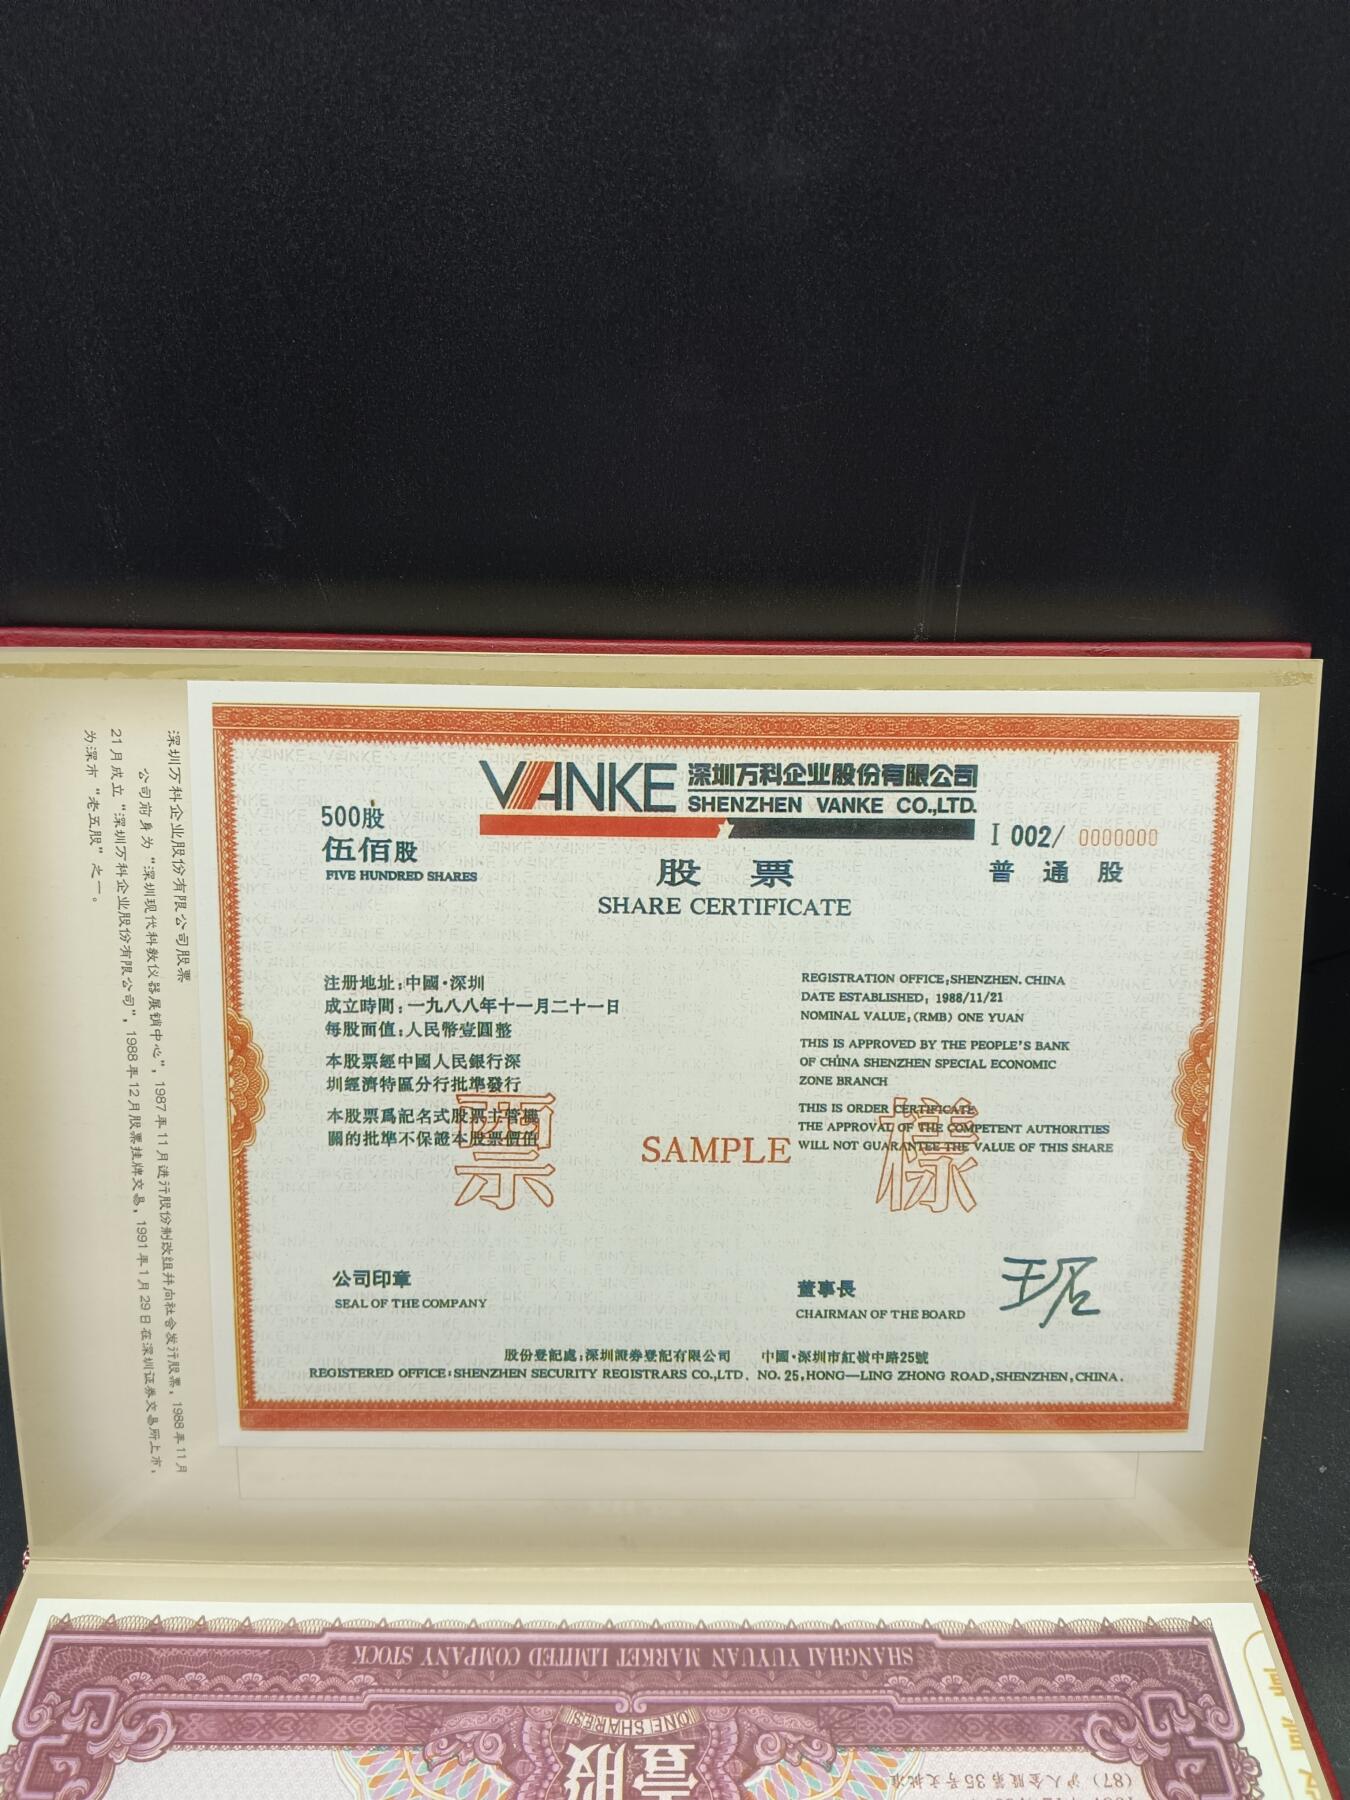 深圳万科企业股份有限公司股票
公司前身为“深圳现代科教仪器展销中心”，1987年11月进行股份制改组并向社会发行股票，1988年11月
21月成立“深圳万科企业股份有限公司”，1988年12月股票挂牌交易，1991年1月29日在深圳证券交易所上市，
为深市“老五股”之一。
VANKE 深圳万科企业股份有限公司
SHENZHEN VANKE CO.,LTD.
500股
伍佰股
FIVE HUNDRED SHARES
I 002/ 0000000
普通股
股票
SHARE CERTIFICATE
注册地址：中國·深圳
成立時間：一九八八年十一月二十一日
每股面值：人民幣壹圓整
本股票經中國人民銀行深
圳經濟特區分行批準發行
本股票爲記名式股票主管機
關的批準不保證本股票價值
REGISTRATION OFFICE;SHENZHEN. CHINA
DATE ESTABLISHED; 1988/11/21
NOMINAL VALUE;(RMB) ONE YUAN
THIS IS APPROVED BY THE PEOPLE'S BANK
OF CHINA SHENZHEN SPECIAL ECONOMIC
ZONE BRANCH
THIS IS ORDER CERTIFICATE
THE APPROVAL OF THE COMPETENT AUTHORITIES
WILL NOT GUARANTEE THE VALUE OF THIS SHARE
票 SAMPLE 樣
公司印章
SEAL OF THE COMPANY
董事長
CHAIRMAN OF THE BOARD
股份登記處：深圳證券登記有限公司 中國·深圳市紅嶺中路25號
REGISTERED OFFICE:SHENZHEN SECURITY REGISTRARS CO.,LTD. NO.25,HONG—LING ZHONG ROAD,SHENZHEN,CHINA.
SHANGHAI YUYUAN MARKET LIMITED COMPANY STOCK
ONE SHARES
壹股
(87)沪人金股第35号文批准